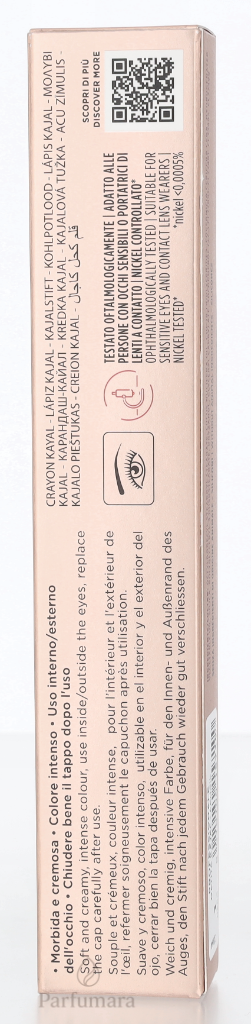 • Morbida e cremosa • Colore intenso • Uso interno/esterno
dell'occhio • Chiudere bene il tappo dopo l'uso
Soft and creamy, intense colour, use inside/outside the eyes, replace
the cap carefully after use.
Souple et crémeux, couleur intense, pour l'intérieur et l'extérieur de
l'œil, refermer soigneusement le capuchon après utilisation.
Suave y cremoso, color intenso, utilizable en el interior y el exterior del
ojo, cerrar bien la tapa después de usar.
Weich und cremig, intensive Farbe, für den Innen- und Außenrand des
Auges, den Stift nach jedem Gebrauch wieder gut verschliessen.
CRAYON KAYAL - LÁPIZ KAJAL - KAJALSTIFT - KOHLPOTLOOD - LÁPIS KAJAL - ΜΟΛΥΒΙ
KAJAL - КАРАНДАШ-КАЙАЛ - KREDKA KAJAL - KAJALOVÁ TUŽKA - ACU ZĪMULIS -
KAJALO PIEŠTUKAS - CREION KAJAL - قلم كحل كاجال
SCOPRI DI PIÙ
DISCOVER MORE
TESTATO OFTALMOLOGICAMENTE | ADATTO ALLE
PERSONE CON OCCHI SENSIBILI O PORTATRICI DI
LENTI A CONTATTO | NICKEL CONTROLLATO*
OPHTHALMOLOGICALLY TESTED | SUITABLE FOR
SENSITIVE EYES AND CONTACT LENS WEARERS |
NICKEL TESTED*
*nickel <0,0005%
Parfumara